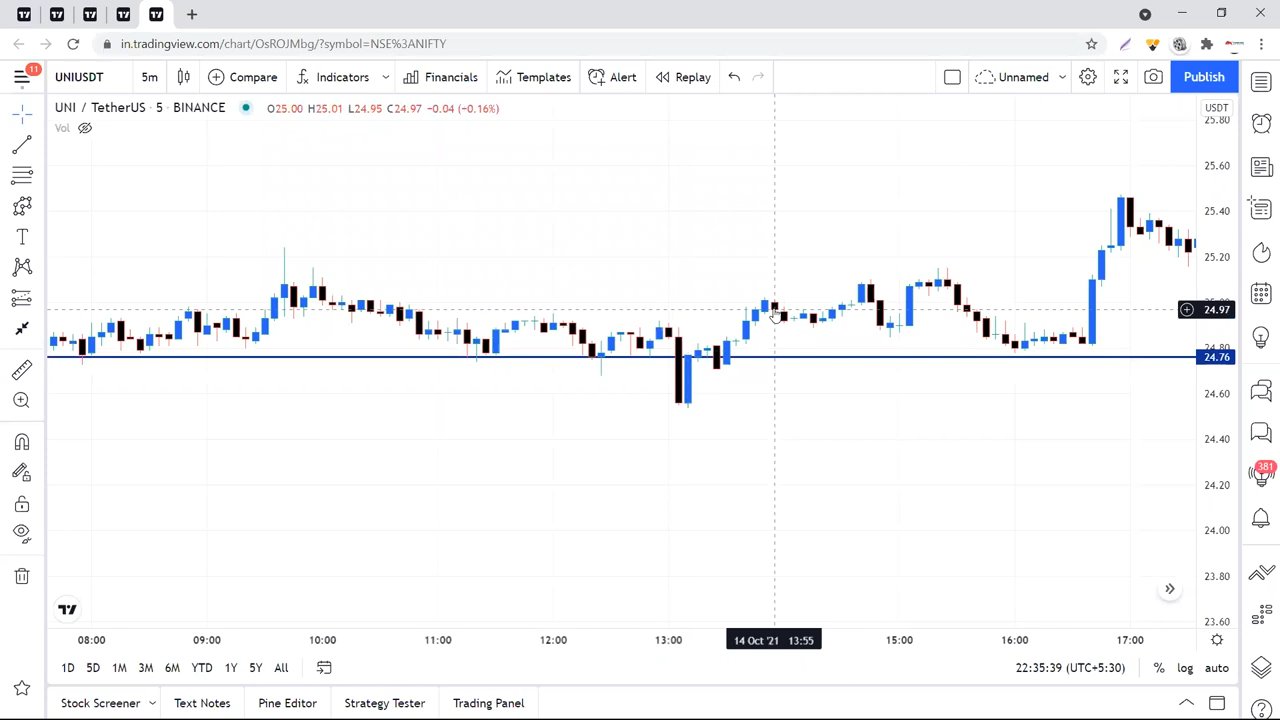 in.tradingview.com/chart/OsROJMbg/?symbol=NSE%3ANIFTY
11
UNIUSDT 5m Compare Indicators Financials Templates Alert Replay Unnamed Publish
UNI / TetherUS · 5 · BINANCE O25.00 H25.01 L24.95 C24.97 -0.04 (-0.16%)
USDT
Vol
25.80
25.60
25.40
25.20
25.00
24.97
24.80
24.76
24.60
24.40
381
24.20
24.00
23.80
23.60
08:00 09:00 10:00 11:00 12:00 13:00 14 Oct '21 13:55 15:00 16:00 17:00
1D 5D 1M 3M 6M YTD 1Y 5Y All 22:35:39 (UTC+5:30) % log auto
Stock Screener Text Notes Pine Editor Strategy Tester Trading Panel